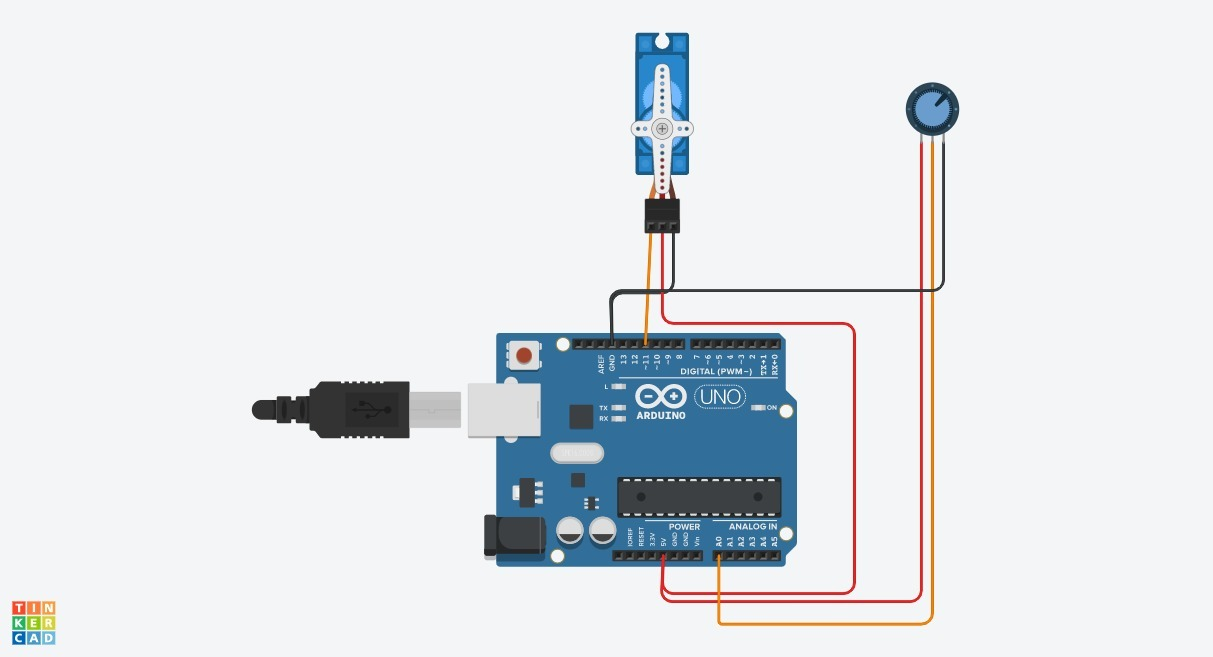 AREF
GND
13
12
~11
~10
~9
8
7
~6
~5
4
~3
2
TX→1
RX←0
DIGITAL (PWM~)
L
TX
RX
ARDUINO
UNO
ON
POWER
ANALOG IN
IOREF
RESET
3.3V
5V
GND
GND
Vin
A0
A1
A2
A3
A4
A5
TIN
KER
CAD